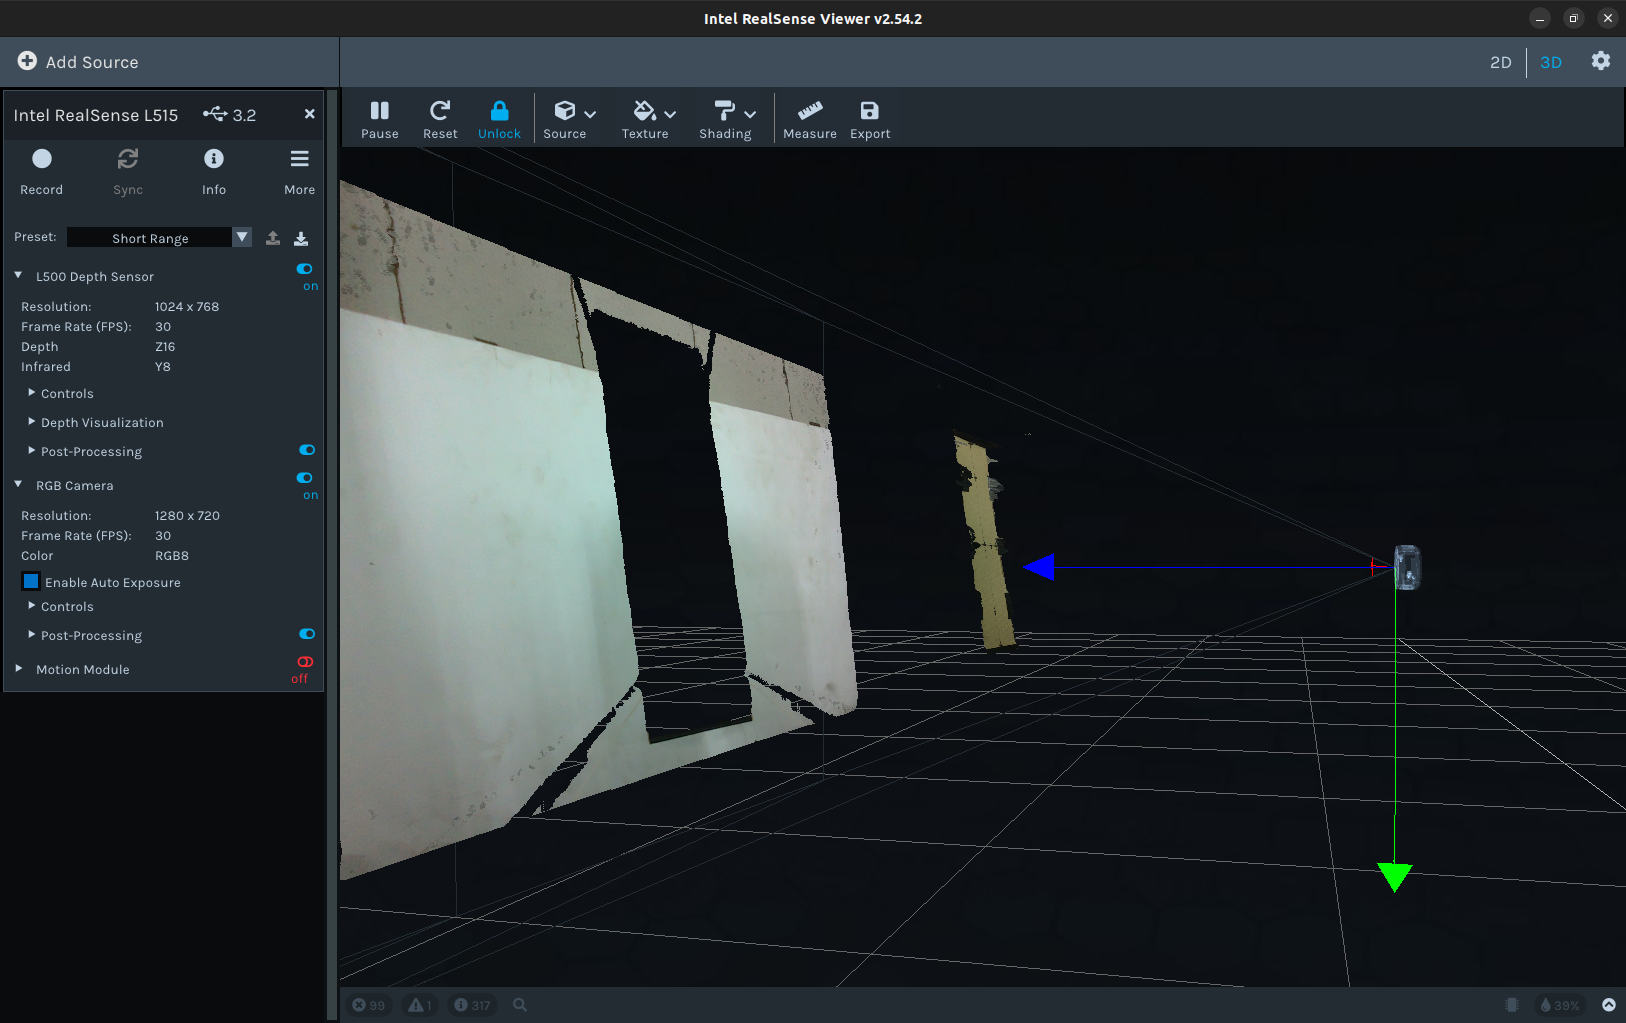 Intel RealSense Viewer v2.54.2
Add Source
2D
3D
Intel RealSense L515
3.2
Pause
Reset
Unlock
Source
Texture
Shading
Measure
Export
Record
Sync
Info
More
Preset:
Short Range
L500 Depth Sensor
on
Resolution: 1024 x 768
Frame Rate (FPS): 30
Depth Z16
Infrared Y8
Controls
Depth Visualization
Post-Processing
RGB Camera
on
Resolution: 1280 x 720
Frame Rate (FPS): 30
Color RGB8
Enable Auto Exposure
Controls
Post-Processing
Motion Module
off
99
1
317
39%